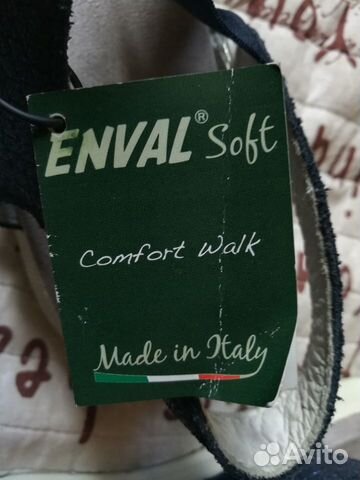 ENVAL® Soft
Comfort Walk
Made in Italy
Avito